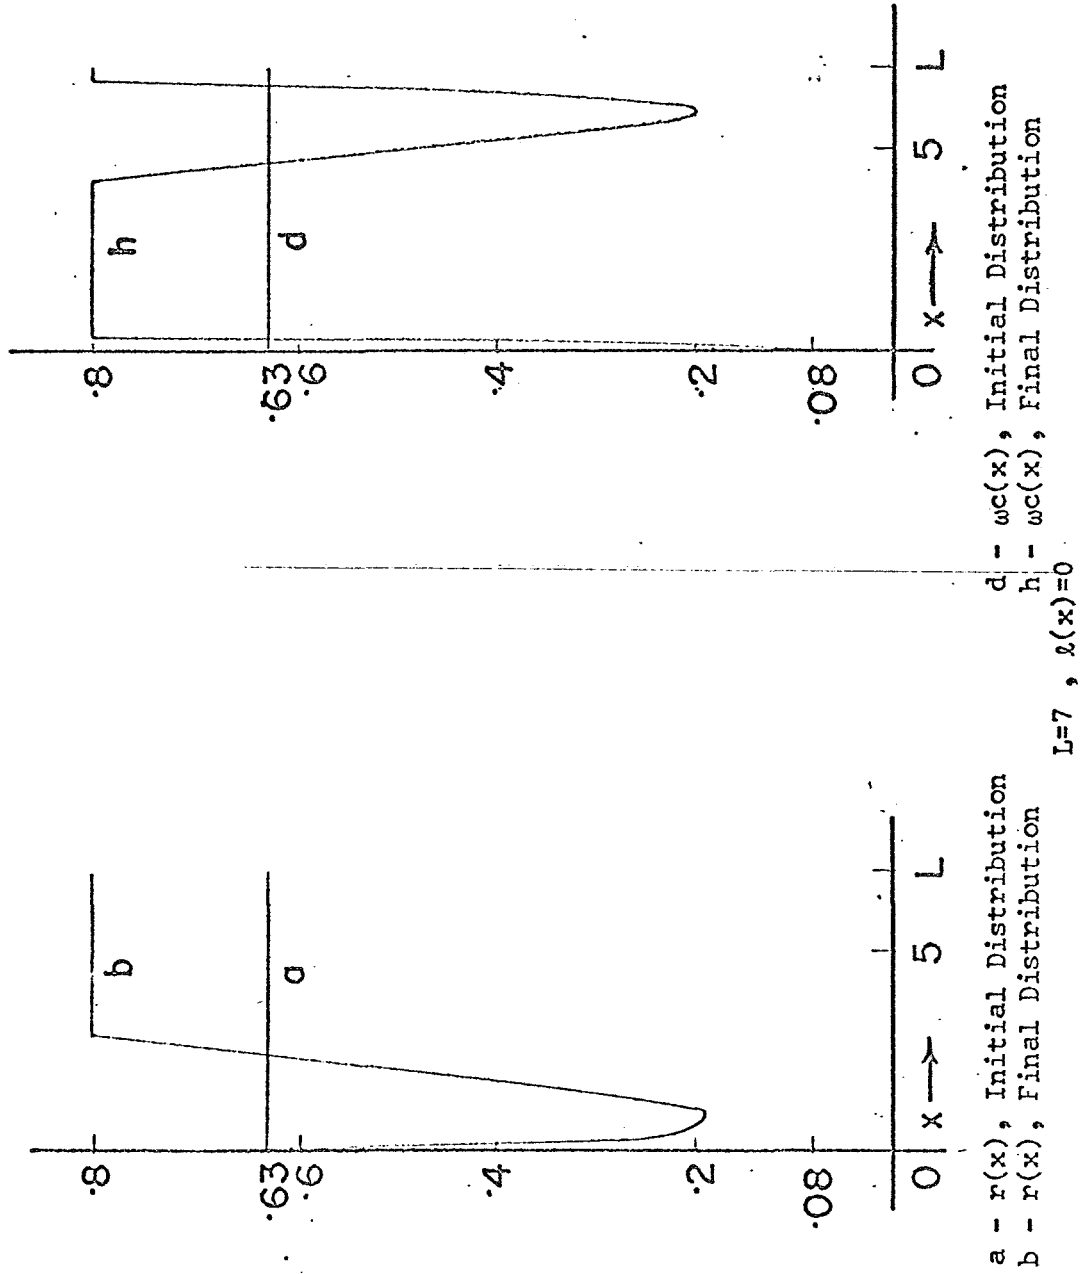 .8
.63
.6
.4
.2
.08
0
x
5
L
b
a
a - r(x), Initial Distribution
b - r(x), Final Distribution
.8
.63
.6
.4
.2
.08
0
x
5
L
h
d
d - ωc(x), Initial Distribution
h - ωc(x), Final Distribution
L=7 , ℓ(x)=0